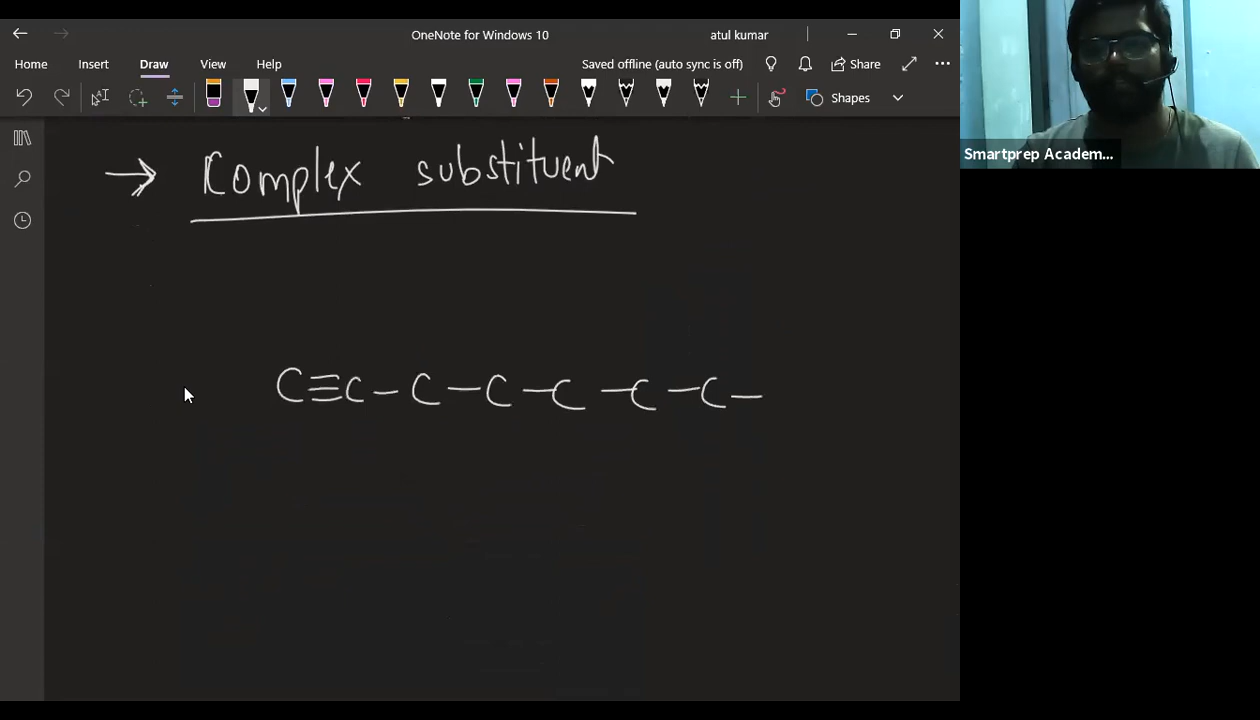 OneNote for Windows 10
atul kumar
Home Insert Draw View Help
Saved offline (auto sync is off)
Share
Shapes
Smartprep Academ...
→ Complex substituent
C≡C-C-C-C-C-C-